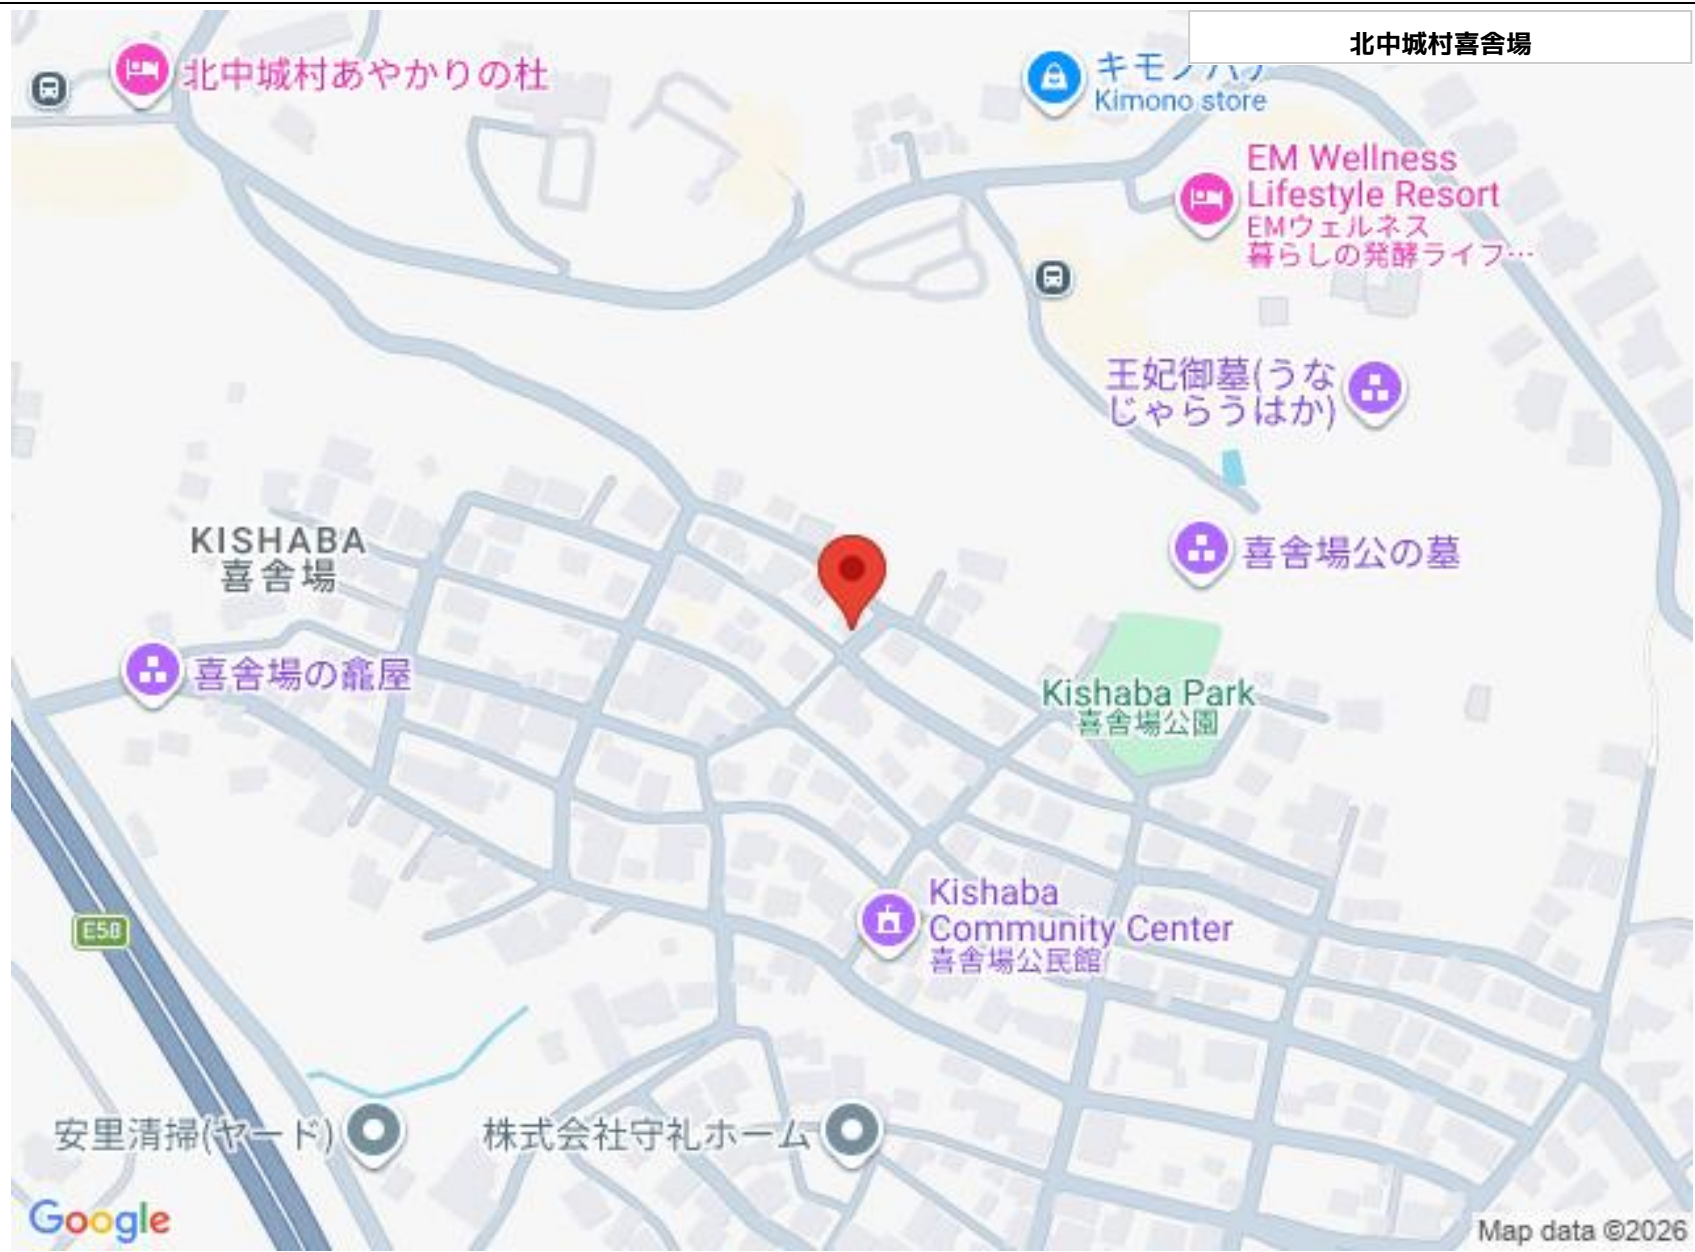 北中城村喜舎場
北中城村あやかりの杜
Kimono store
EM Wellness
Lifestyle Resort
EMウェルネス
暮らしの発酵ライフ…
王妃御墓(うな
じゃらうはか)
KISHABA
喜舎場
喜舎場公の墓
喜舎場の龕屋
Kishaba Park
喜舎場公園
Kishaba
Community Center
喜舎場公民館
E58
安里清掃(ヤード)
株式会社守礼ホーム
Google
Map data ©2026